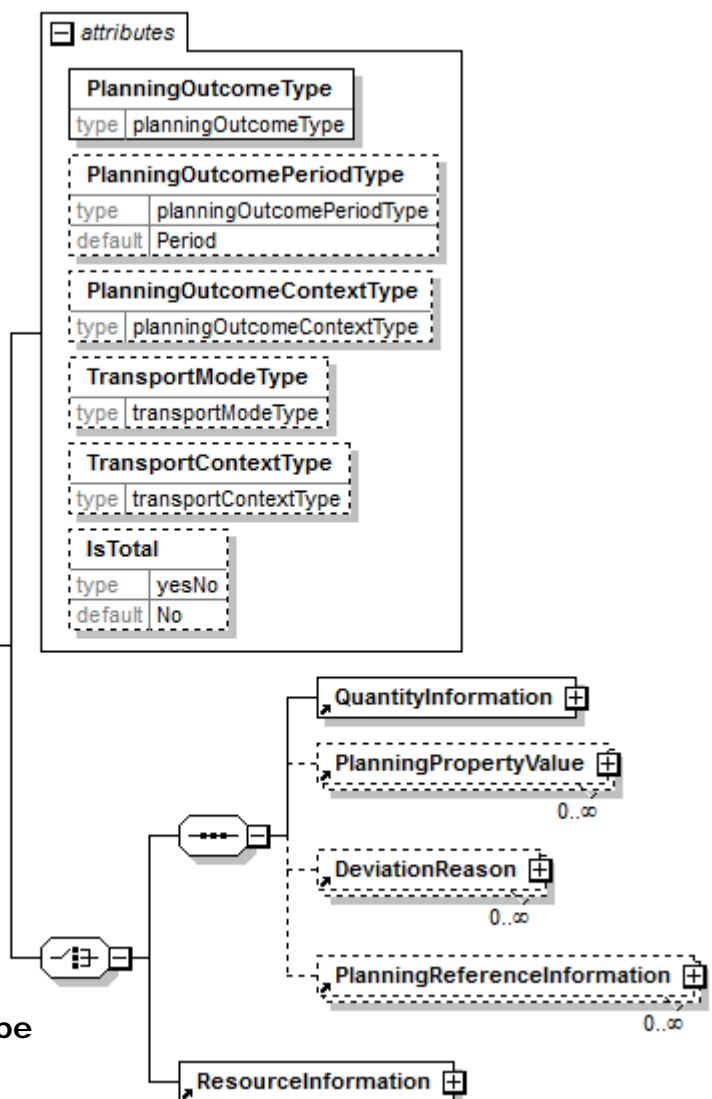 attributes
PlanningOutcomeType
type planningOutcomeType
PlanningOutcomePeriodType
type planningOutcomePeriodType
default Period
PlanningOutcomeContextType
type planningOutcomeContextType
TransportModeType
type transportModeType
TransportContextType
type transportContextType
IsTotal
type yesNo
default No
QuantityInformation
PlanningPropertyValue
0..∞
DeviationReason
0..∞
PlanningReferenceInformation
0..∞
pe
ResourceInformation